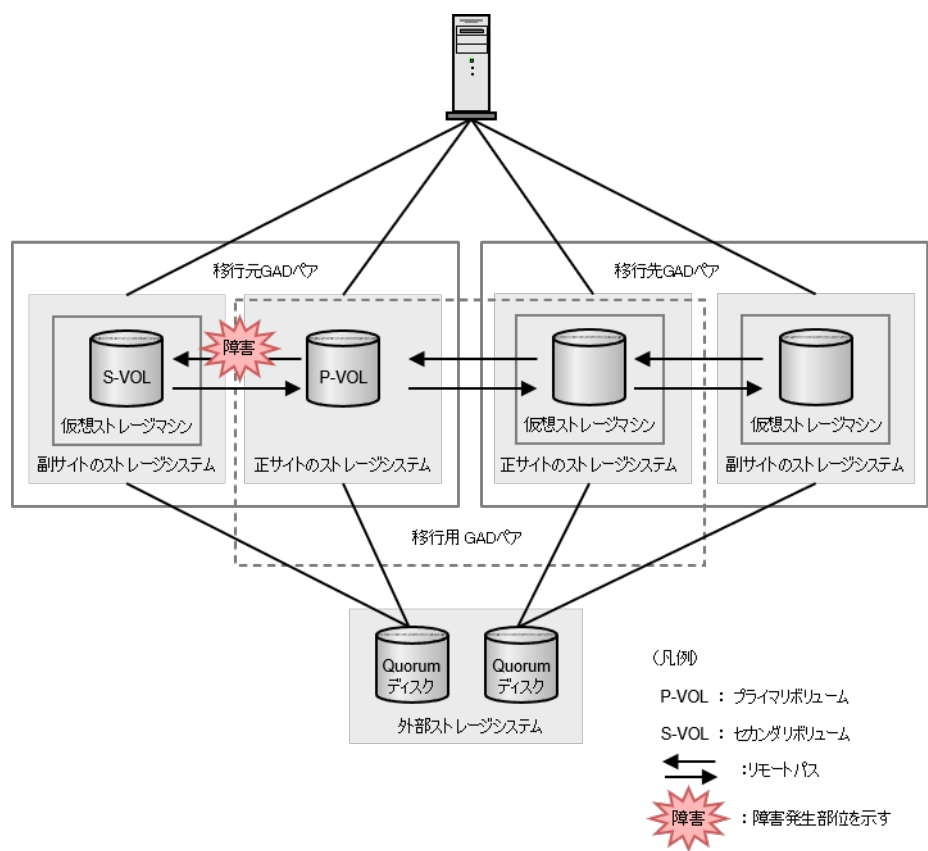 移行元GADペア
移行先GADペア
障害
S-VOL
P-VOL
仮想ストレージマシン
仮想ストレージマシン
仮想ストレージマシン
副サイトのストレージシステム
正サイトのストレージシステム
正サイトのストレージシステム
副サイトのストレージシステム
移行用 GADペア
Quorum
ディスク
Quorum
ディスク
外部ストレージシステム
(凡例)
P-VOL : プライマリボリューム
S-VOL : セカンダリボリューム
:リモートパス
障害 : 障害発生部位を示す